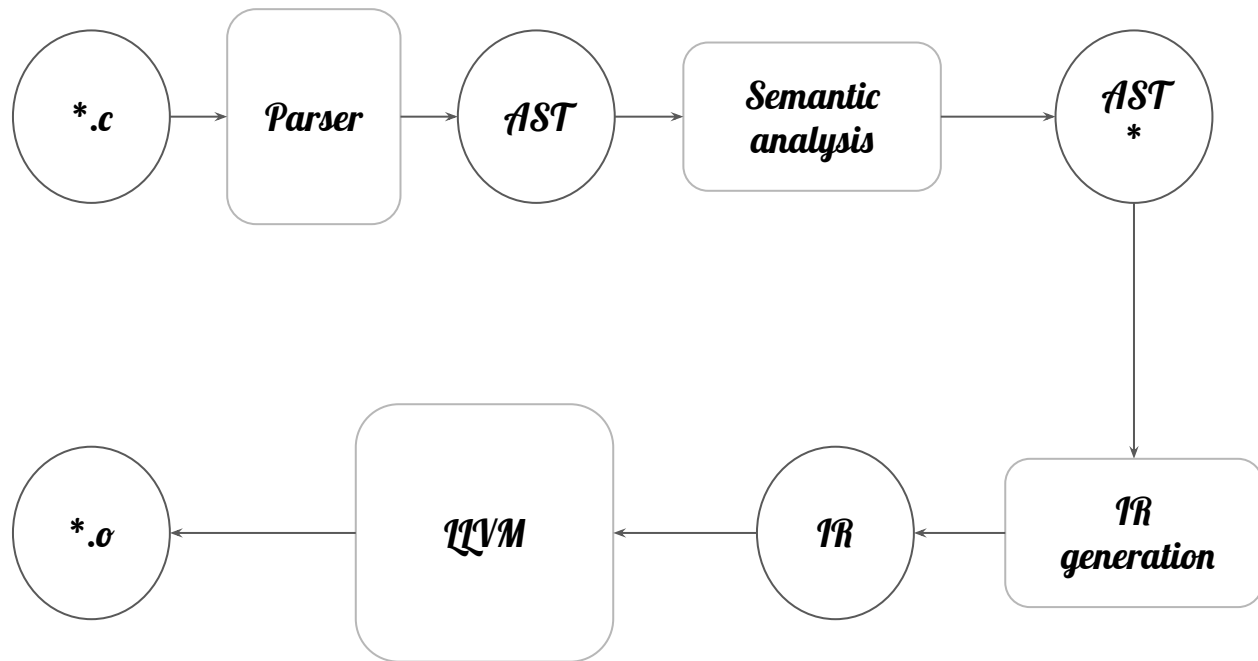 *.c
Parser
AST
Semantic
analysis
AST
*
*.o
LLVM
IR
IR
generation